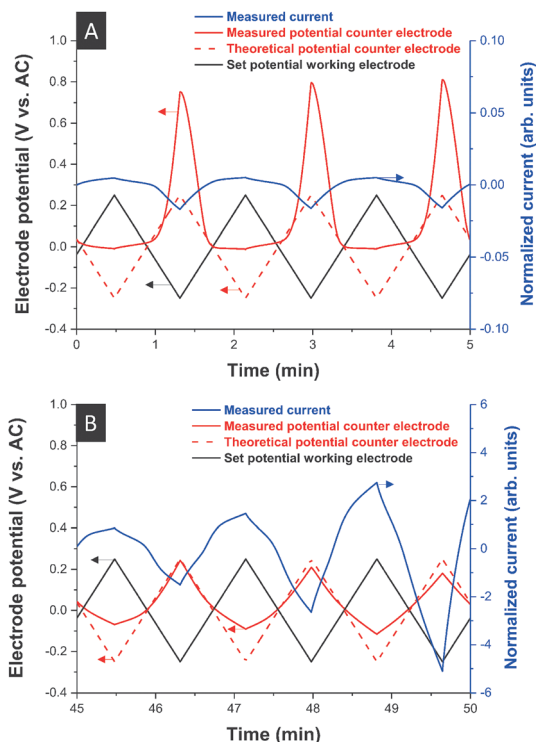 A
Measured current
Measured potential counter electrode
Theoretical potential counter electrode
Set potential working electrode
Electrode potential (V vs. AC)
1.0
0.8
0.6
0.4
0.2
0.0
-0.2
-0.4
0.10
0.05
0.00
-0.05
-0.10
Normalized current (arb. units)
0 1 2 3 4 5
Time (min)
B
Measured current
Measured potential counter electrode
Theoretical potential counter electrode
Set potential working electrode
Electrode potential (V vs. AC)
1.0
0.8
0.6
0.4
0.2
0.0
-0.2
-0.4
6
4
2
0
-2
-4
-6
Normalized current (arb. units)
45 46 47 48 49 50
Time (min)